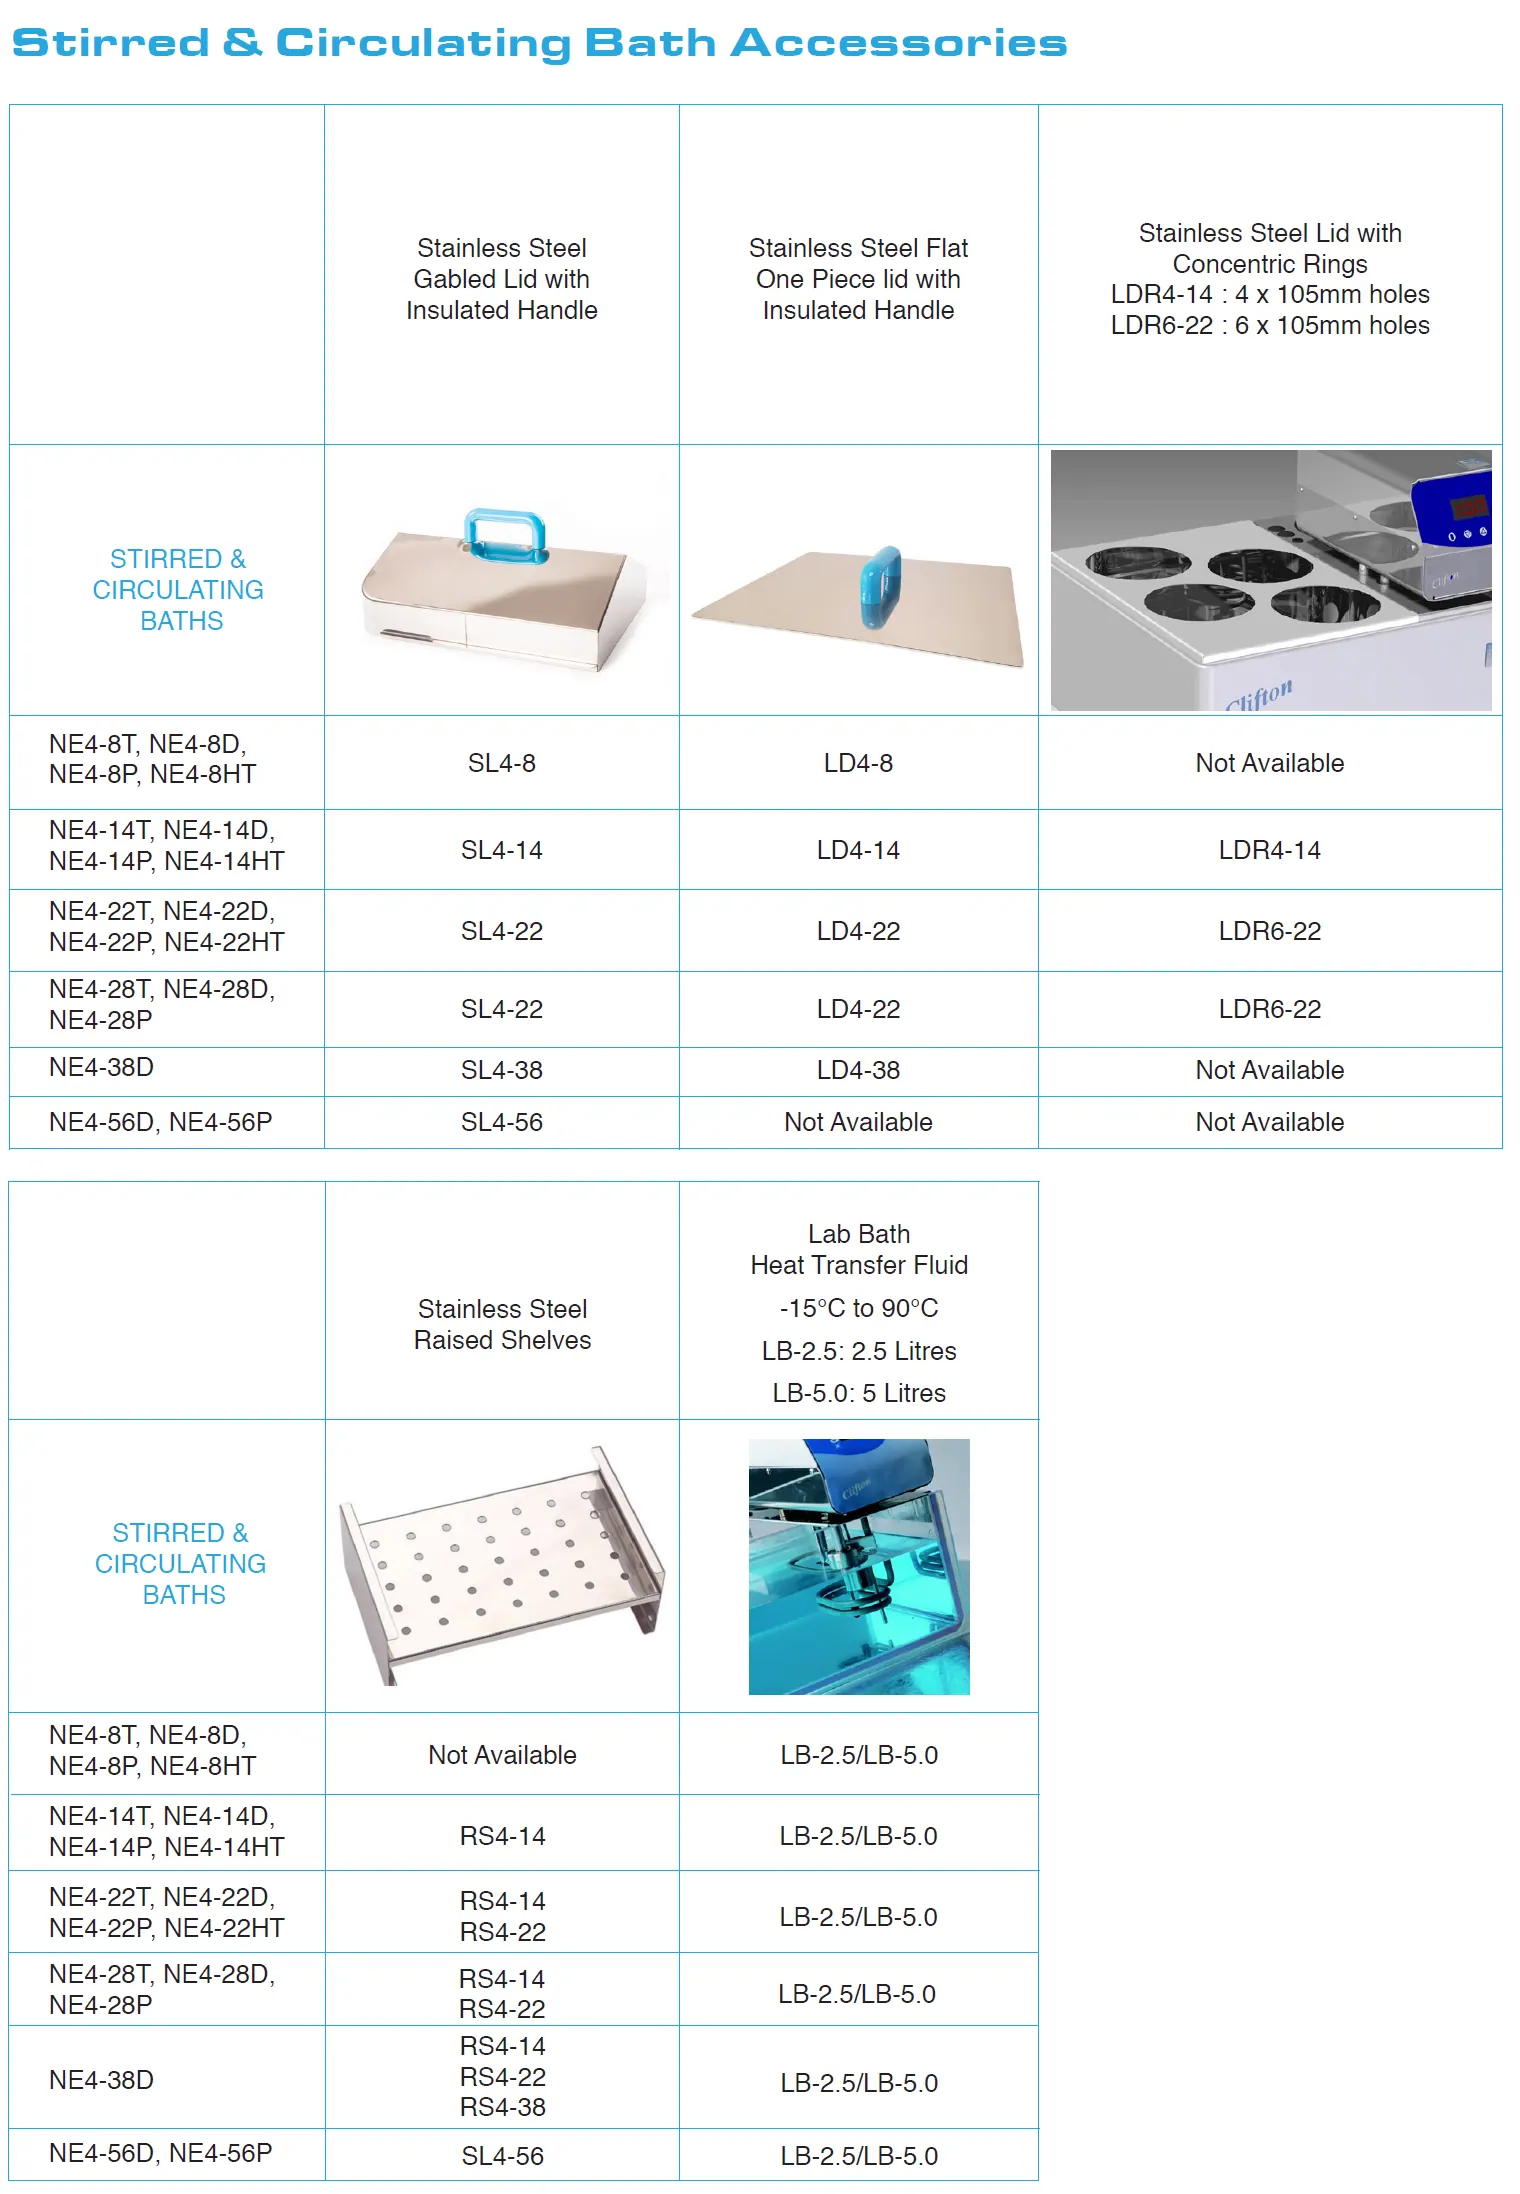 Stirred & Circulating Bath Accessories
Stainless Steel
Gabled Lid with
Insulated Handle
Stainless Steel Flat
One Piece lid with
Insulated Handle
Stainless Steel Lid with
Concentric Rings
LDR4-14 : 4 x 105mm holes
LDR6-22 : 6 x 105mm holes
STIRRED &
CIRCULATING
BATHS
Clifton
Clifton
NE4-8T, NE4-8D,
NE4-8P, NE4-8HT
SL4-8
LD4-8
Not Available
NE4-14T, NE4-14D,
NE4-14P, NE4-14HT
SL4-14
LD4-14
LDR4-14
NE4-22T, NE4-22D,
NE4-22P, NE4-22HT
SL4-22
LD4-22
LDR6-22
NE4-28T, NE4-28D,
NE4-28P
SL4-22
LD4-22
LDR6-22
NE4-38D
SL4-38
LD4-38
Not Available
NE4-56D, NE4-56P
SL4-56
Not Available
Not Available
Stainless Steel
Raised Shelves
Lab Bath
Heat Transfer Fluid
-15°C to 90°C
LB-2.5: 2.5 Litres
LB-5.0: 5 Litres
STIRRED &
CIRCULATING
BATHS
Clifton
NE4-8T, NE4-8D,
NE4-8P, NE4-8HT
Not Available
LB-2.5/LB-5.0
NE4-14T, NE4-14D,
NE4-14P, NE4-14HT
RS4-14
LB-2.5/LB-5.0
NE4-22T, NE4-22D,
NE4-22P, NE4-22HT
RS4-14
RS4-22
LB-2.5/LB-5.0
NE4-28T, NE4-28D,
NE4-28P
RS4-14
RS4-22
LB-2.5/LB-5.0
NE4-38D
RS4-14
RS4-22
RS4-38
LB-2.5/LB-5.0
NE4-56D, NE4-56P
SL4-56
LB-2.5/LB-5.0